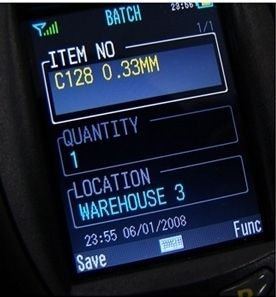 23:56
BATCH
1/1
ITEM NO
C128 0.33MM
QUANTITY
1
LOCATION
WAREHOUSE 3
23:55 06/01/2008
Save Func